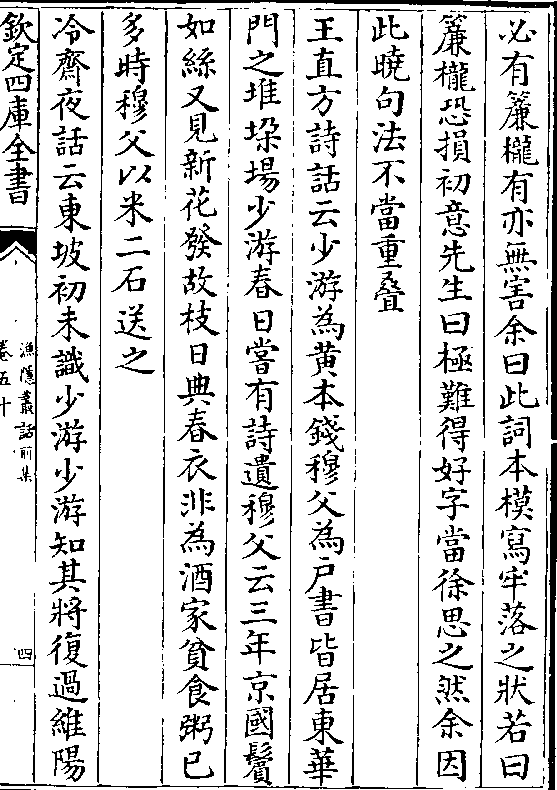 必有簾櫳有亦無害余曰此詞本模寫牢落之狀若曰
簾櫳恐損初意先生曰極難得好字當徐思之然余因
此曉句法不當重疊
王直方詩話云少游為黄本錢穆父為戶書皆居東華
門之堆垛場少游春日嘗有詩遺穆父云三年京國鬢
如絲又見新花發故枝日典春衣非為酒家貧食粥已
多時穆父以米二石送之
冷齋夜話云東坡初未識少游少游知其將復過維陽
欽定四庫全書
漁隱叢話前集
卷五十
四